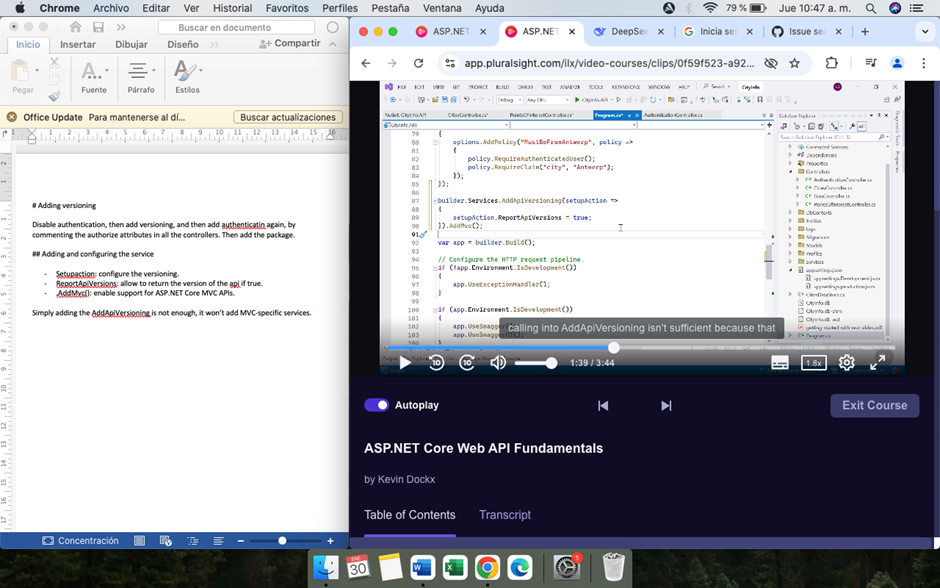 Chrome Archivo Editar Ver Historial Favoritos Perfiles Pestaña Ventana Ayuda 79 % Jue 10:47 a. m.
Buscar en documento
Inicio Insertar Dibujar Diseño Compartir
Pegar Fuente Párrafo Estilos
Office Update Para mantenerse al dí... Buscar actualizaciones
# Adding versioning
Disable authentication, then add versioning, and then add authenticatin again, by
commenting the authorize attributes in all the controllers. Then add the package.
## Adding and configuring the service
- Setupaction: configure the versioning.
- ReportApiVersions: allow to return the version of the api if true.
- .AddMvc(): enable support for ASP.NET Core MVC APIs.
Simply adding the AddApiVersioning is not enough, it won't add MVC-specific services.
Concentración
ASP.NET ASP.NET DeepSe Inicia se Issue se
app.pluralsight.com/ilx/video-courses/clips/0f59f523-a92...
79 {
80 options.AddPolicy("MustBeFromAntwerp", policy =>
81 {
82 policy.RequireAuthenticatedUser();
83 policy.RequireClaim("city", "Antwerp");
84 });
85 });
86
87 builder.Services.AddApiVersioning(setupAction =>
88 {
89 setupAction.ReportApiVersions = true;
90 }).AddMvc();
91
92 var app = builder.Build();
93
94 // Configure the HTTP request pipeline.
95 if (!app.Environment.IsDevelopment())
96 {
97 app.UseExceptionHandler();
98 }
99
100 if (app.Environment.IsDevelopment())
101 {
102 app.UseSwagger
103 app.UseSwagger
104 }
calling into AddApiVersioning isn't sufficient because that
1:39 / 3:44 1.8x
Autoplay Exit Course
ASP.NET Core Web API Fundamentals
by Kevin Dockx
Table of Contents Transcript
30
1